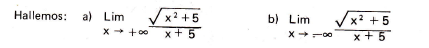 Hallemos: a) Lim x → +∞ √(x² + 5) / (x + 5) b) Lim x → -∞ √(x² + 5) / (x + 5)